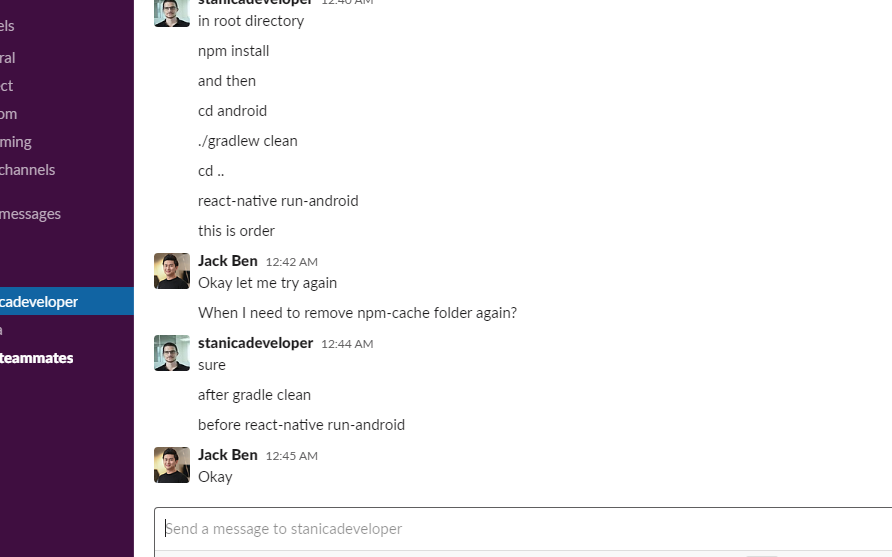 els
ral
ct
om
ming
channels
messages
cadeveloper
a
teammates
stanicadeveloper 12:40 AM
in root directory
npm install
and then
cd android
./gradlew clean
cd ..
react-native run-android
this is order
Jack Ben 12:42 AM
Okay let me try again
When I need to remove npm-cache folder again?
stanicadeveloper 12:44 AM
sure
after gradle clean
before react-native run-android
Jack Ben 12:45 AM
Okay
Send a message to stanicadeveloper